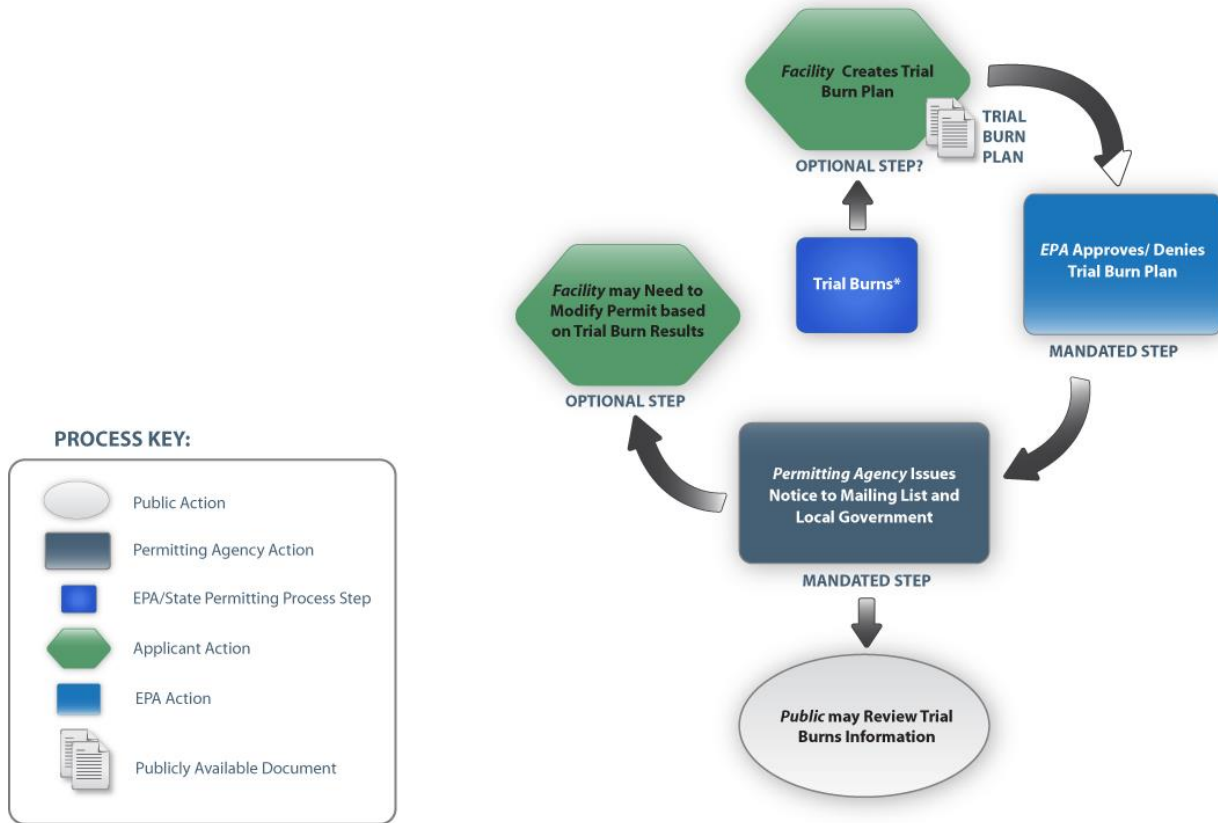 Facility Creates Trial
Burn Plan
TRIAL
BURN
PLAN
OPTIONAL STEP?
EPA Approves/ Denies
Trial Burn Plan
MANDATED STEP
Trial Burns*
Facility may Need to
Modify Permit based
on Trial Burn Results
OPTIONAL STEP
Permitting Agency Issues
Notice to Mailing List and
Local Government
MANDATED STEP
Public may Review Trial
Burns Information
PROCESS KEY:
Public Action
Permitting Agency Action
EPA/State Permitting Process Step
Applicant Action
EPA Action
Publicly Available Document